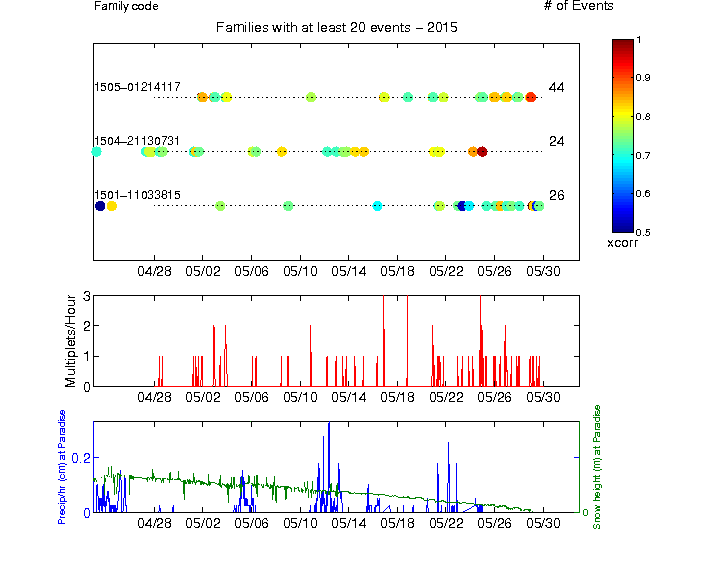 Family code
# of Events
Families with at least 20 events – 2015
1505–01214117
44
1504–21130731
24
1501–11033815
26
04/28 05/02 05/06 05/10 05/14 05/18 05/22 05/26 05/30
1
0.9
0.8
0.7
0.6
0.5
xcorr
Multiplets/Hour
3
2
1
0
04/28 05/02 05/06 05/10 05/14 05/18 05/22 05/26 05/30
Precip/hr (cm) at Paradise
0.2
0
04/28 05/02 05/06 05/10 05/14 05/18 05/22 05/26 05/30
0
Snow height (m) at Paradise